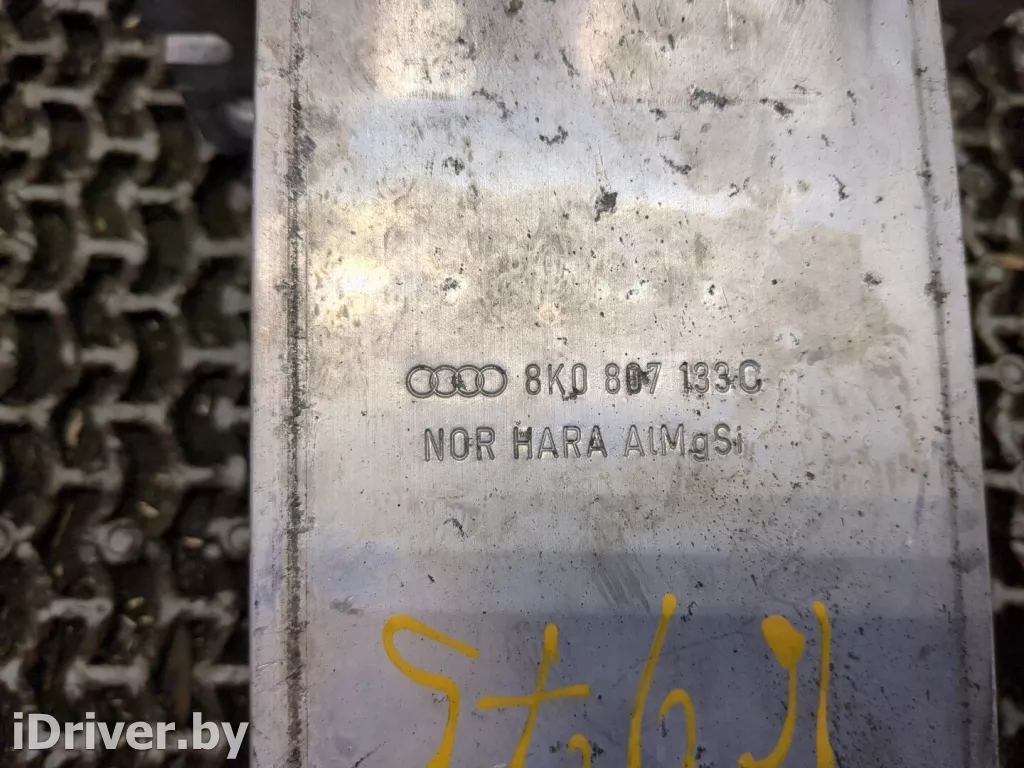 8K0 807 133C
NOR HARA AlMgSi
iDriver.by